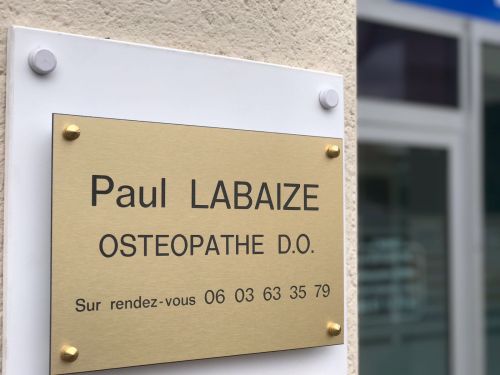 Paul LABAIZE
OSTEOPATHE D.O.
Sur rendez-vous 06 03 63 35 79